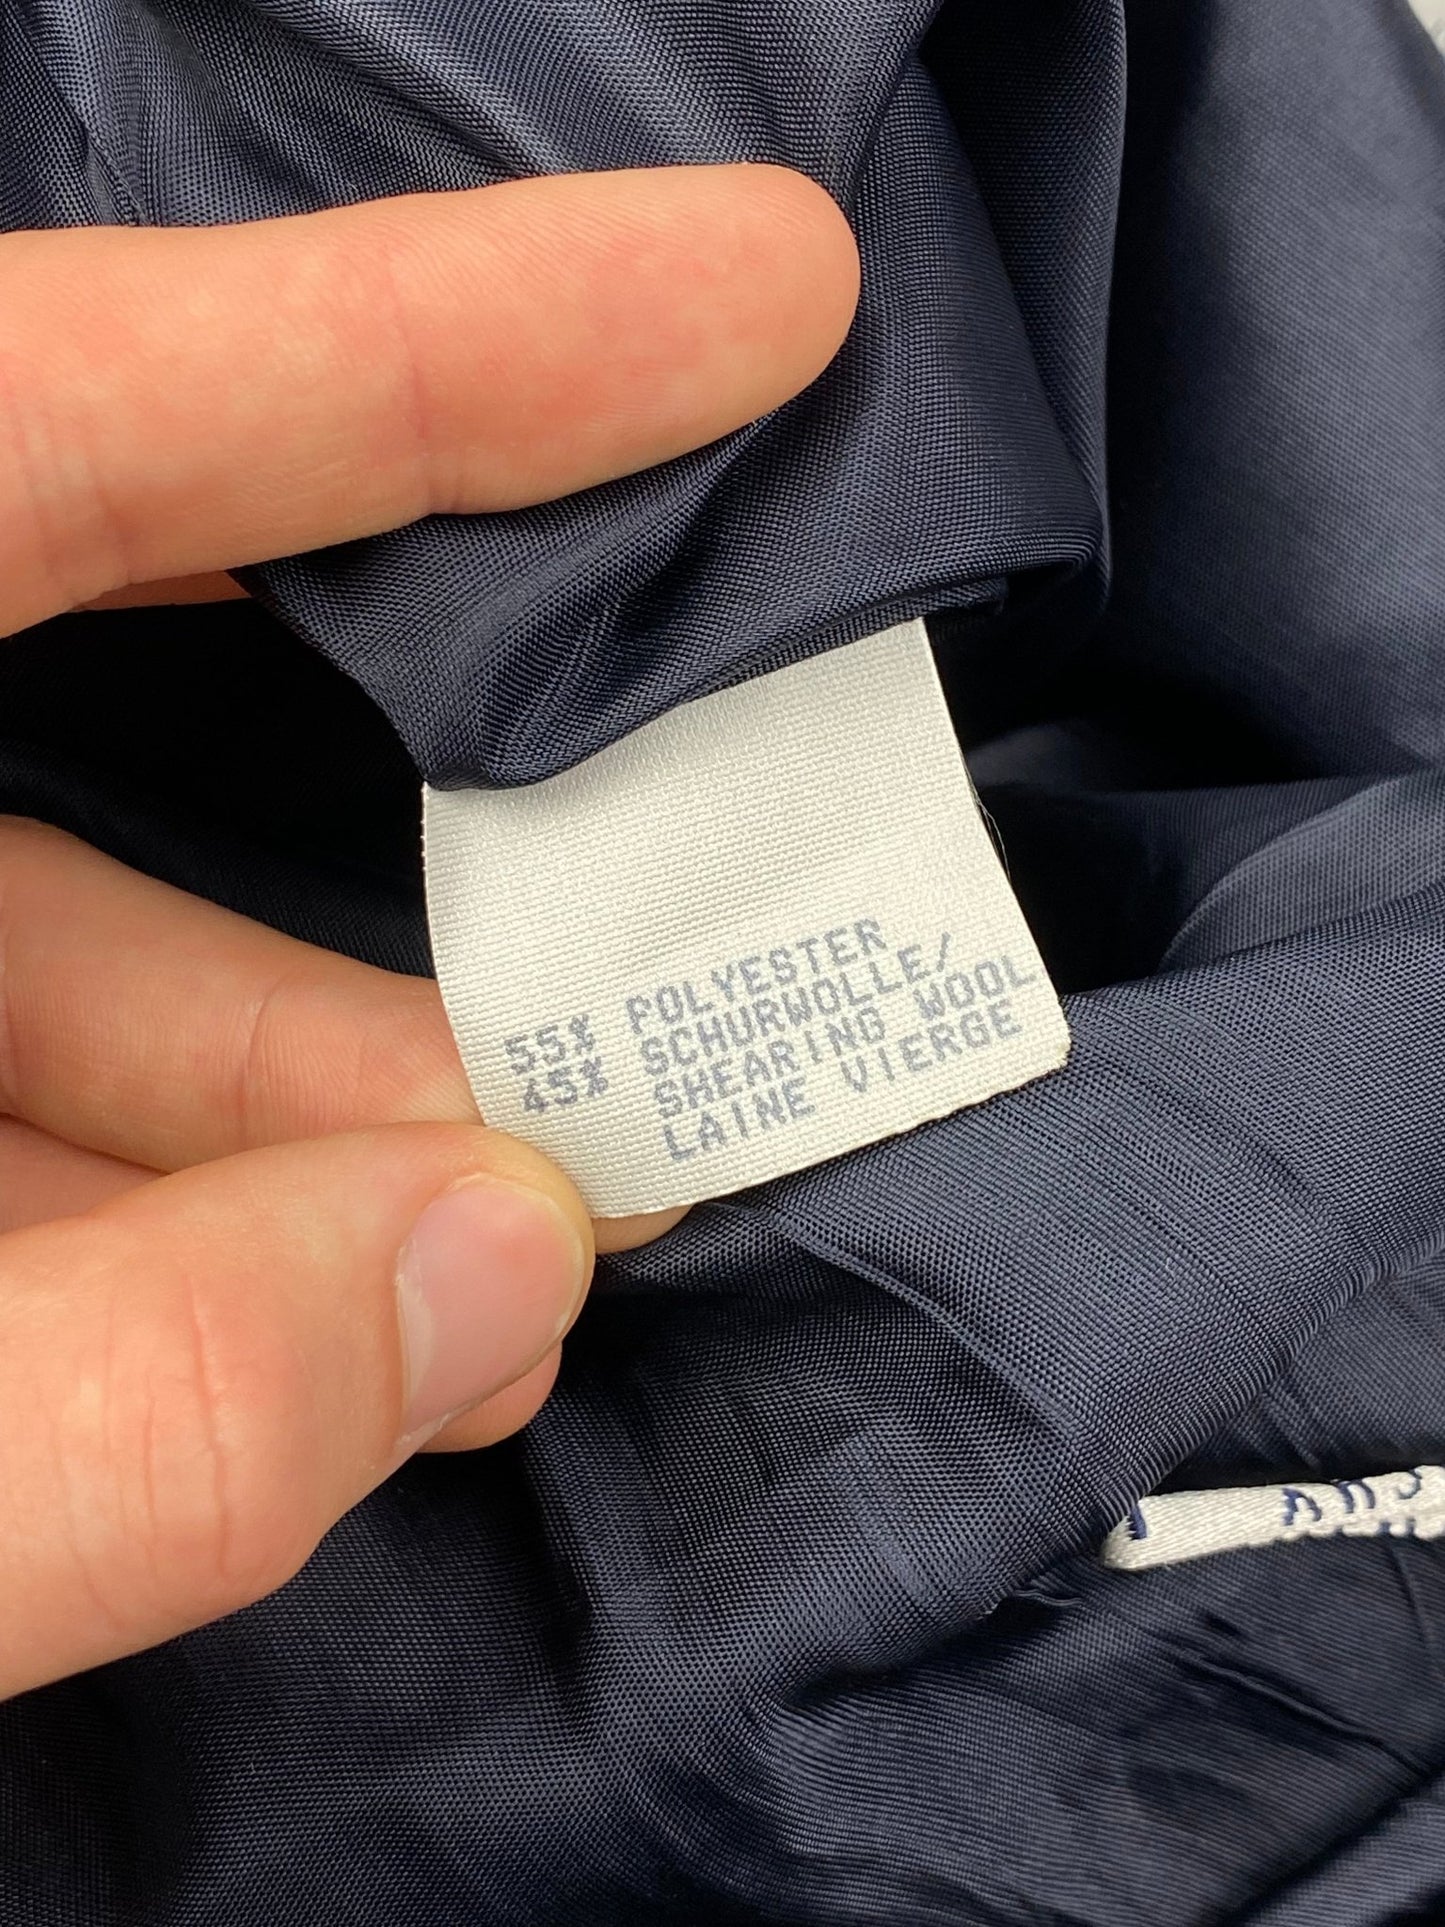 55% POLYESTER
45% SCHURWOLLE/
SHEARING WOOL
LAINE VIERGE